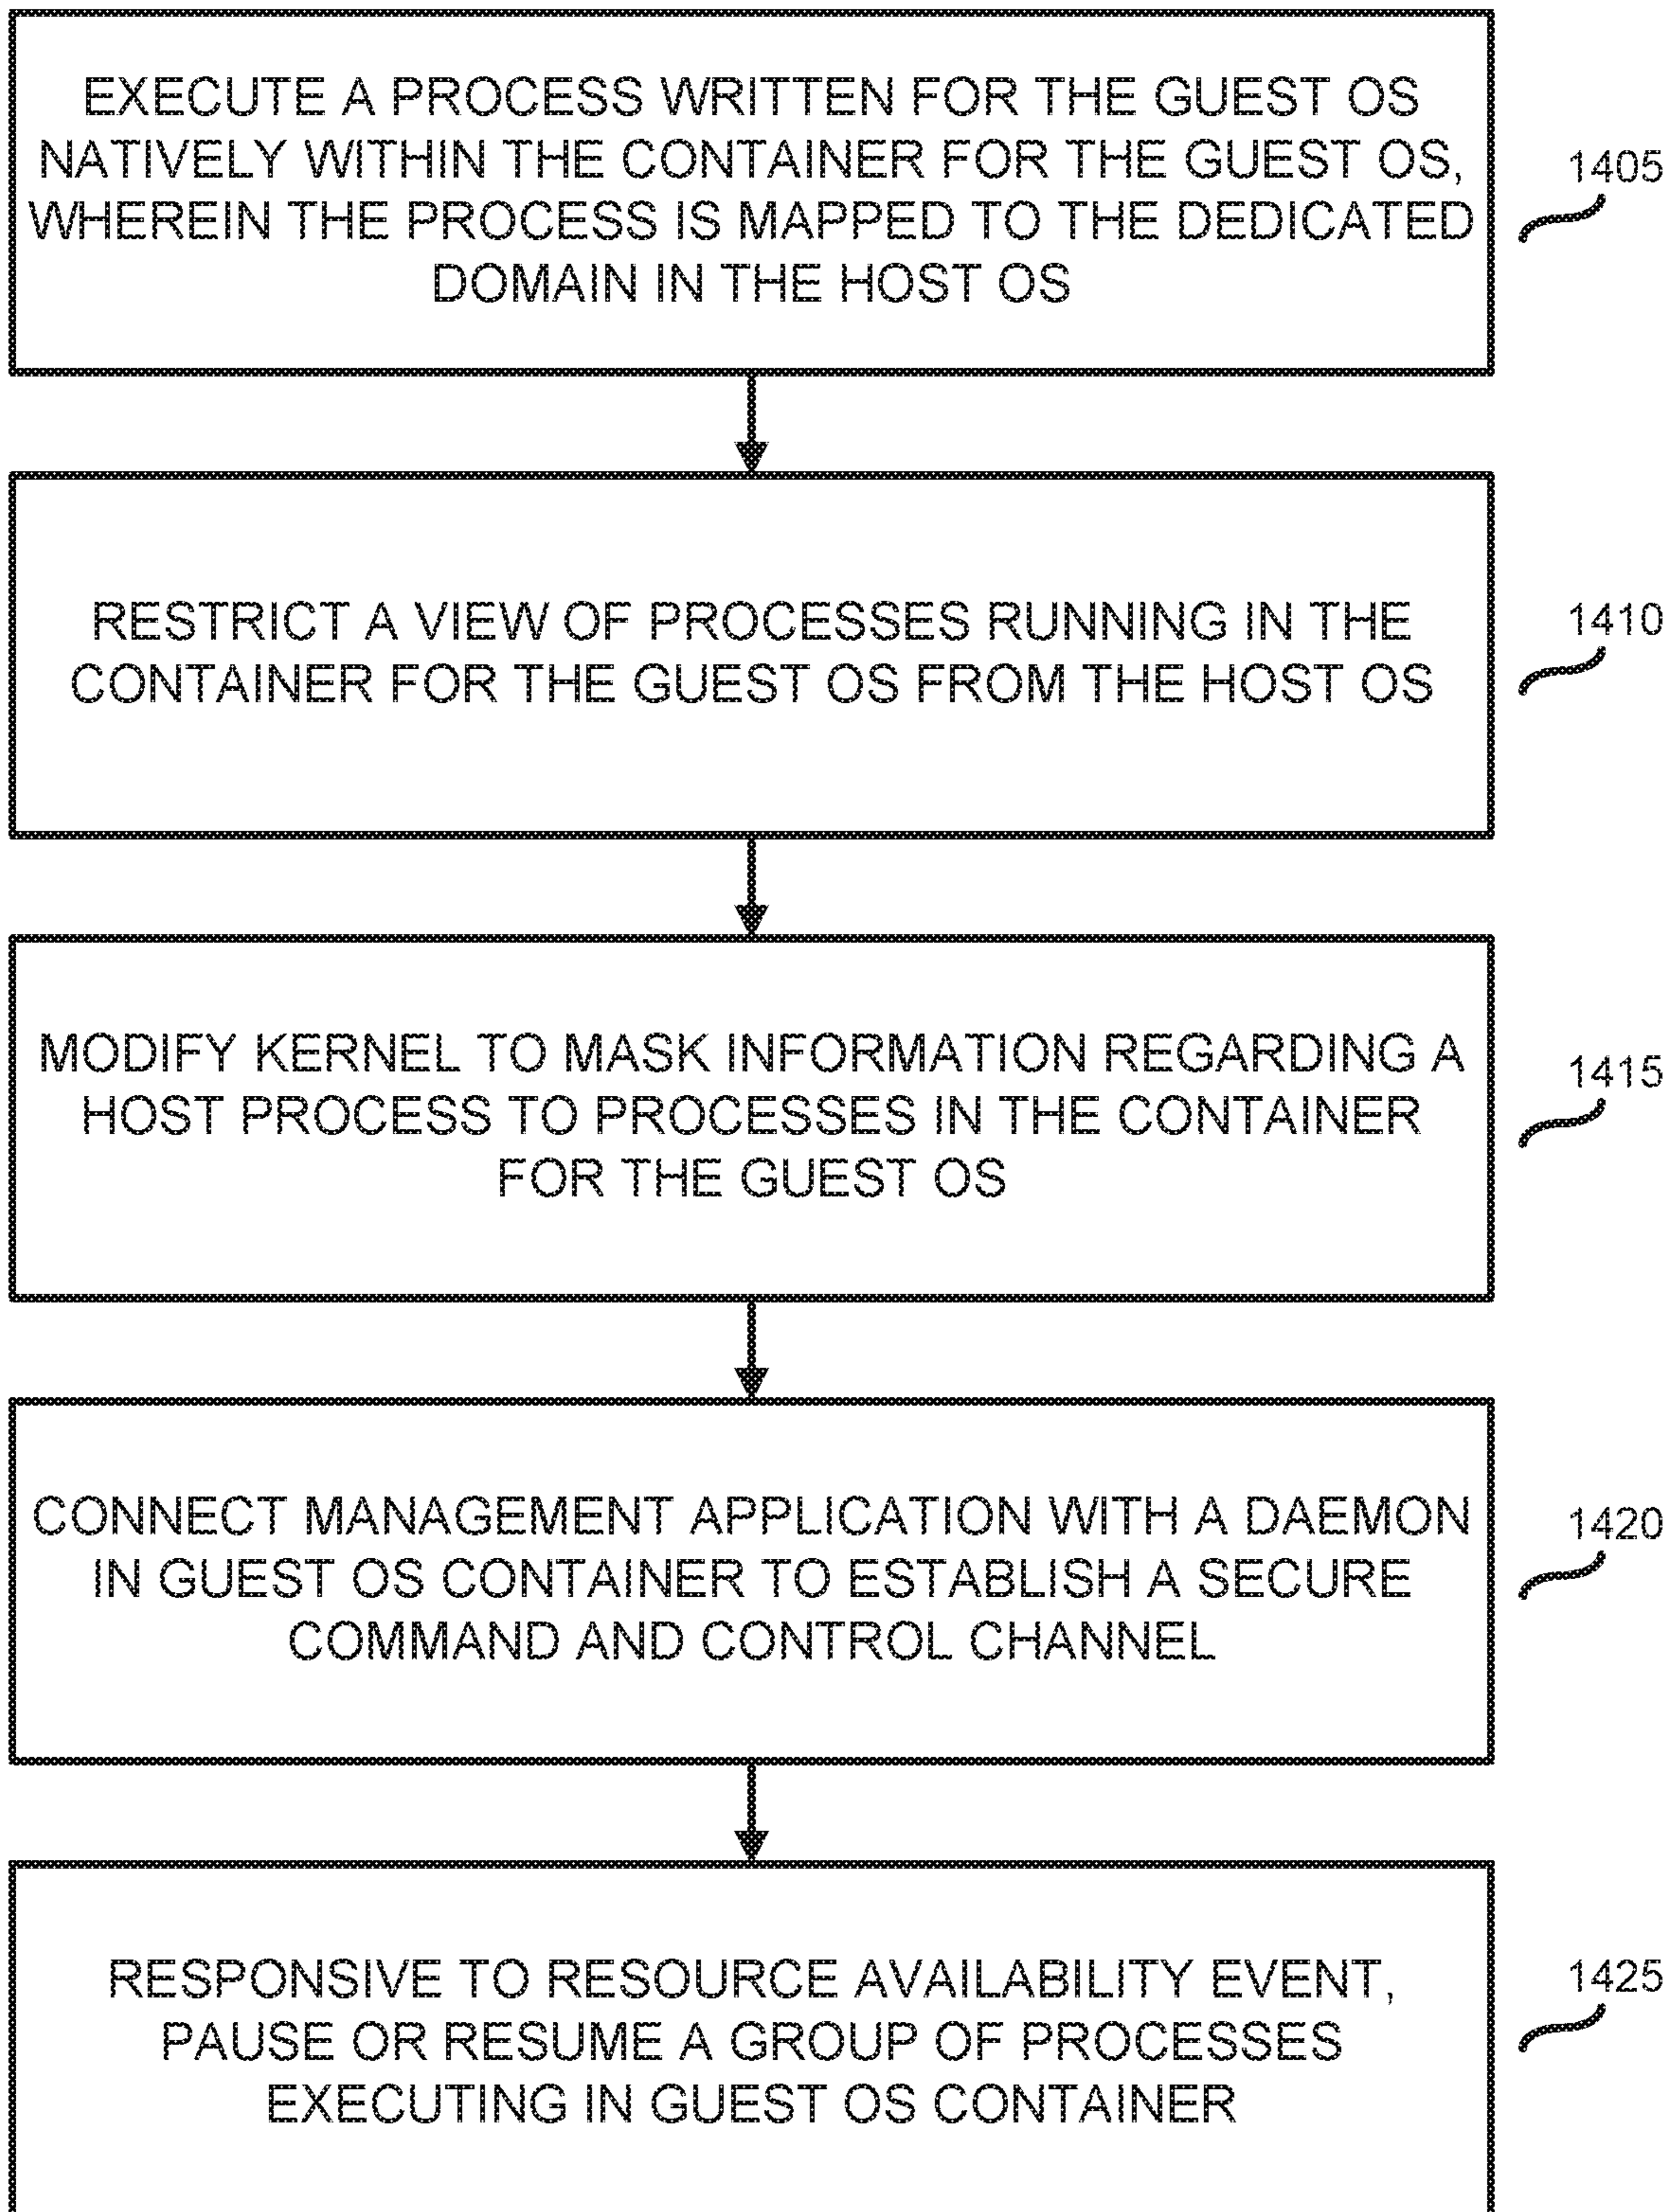 EXECUTE A PROCESS WRITTEN FOR THE GUEST OS
NATIVELY WITHIN THE CONTAINER FOR THE GUEST OS,
WHEREIN THE PROCESS IS MAPPED TO THE DEDICATED
DOMAIN IN THE HOST OS
1405
RESTRICT A VIEW OF PROCESSES RUNNING IN THE
CONTAINER FOR THE GUEST OS FROM THE HOST OS
1410
MODIFY KERNEL TO MASK INFORMATION REGARDING A
HOST PROCESS TO PROCESSES IN THE CONTAINER
FOR THE GUEST OS
1415
CONNECT MANAGEMENT APPLICATION WITH A DAEMON
IN GUEST OS CONTAINER TO ESTABLISH A SECURE
COMMAND AND CONTROL CHANNEL
1420
RESPONSIVE TO RESOURCE AVAILABILITY EVENT,
PAUSE OR RESUME A GROUP OF PROCESSES
EXECUTING IN GUEST OS CONTAINER
1425